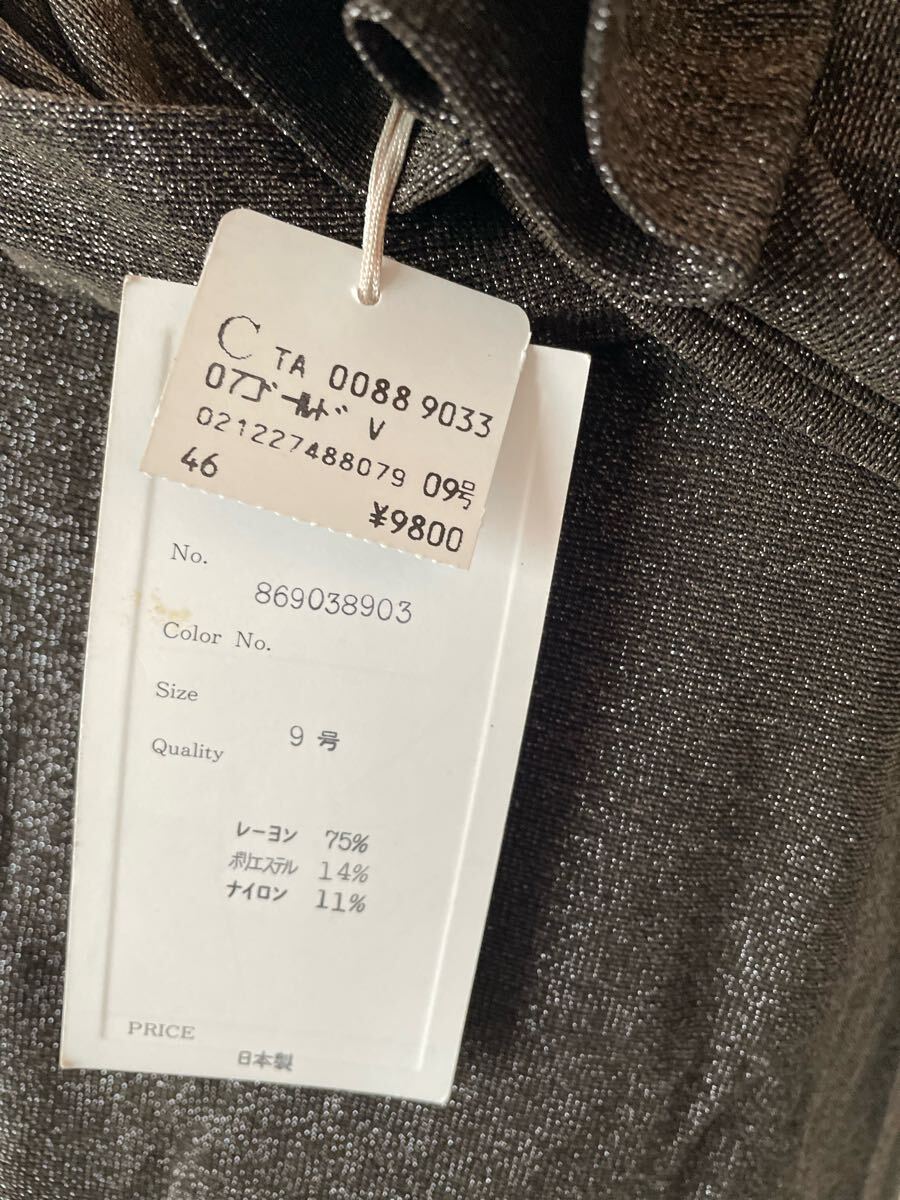 C TA 0088 9033
07ゴールド V
021227488079 09号
46
¥9800
No.
869038903
Color No.
Size
9 号
Quality
レーヨン 75%
ポリエステル 14%
ナイロン 11%
PRICE
日本製